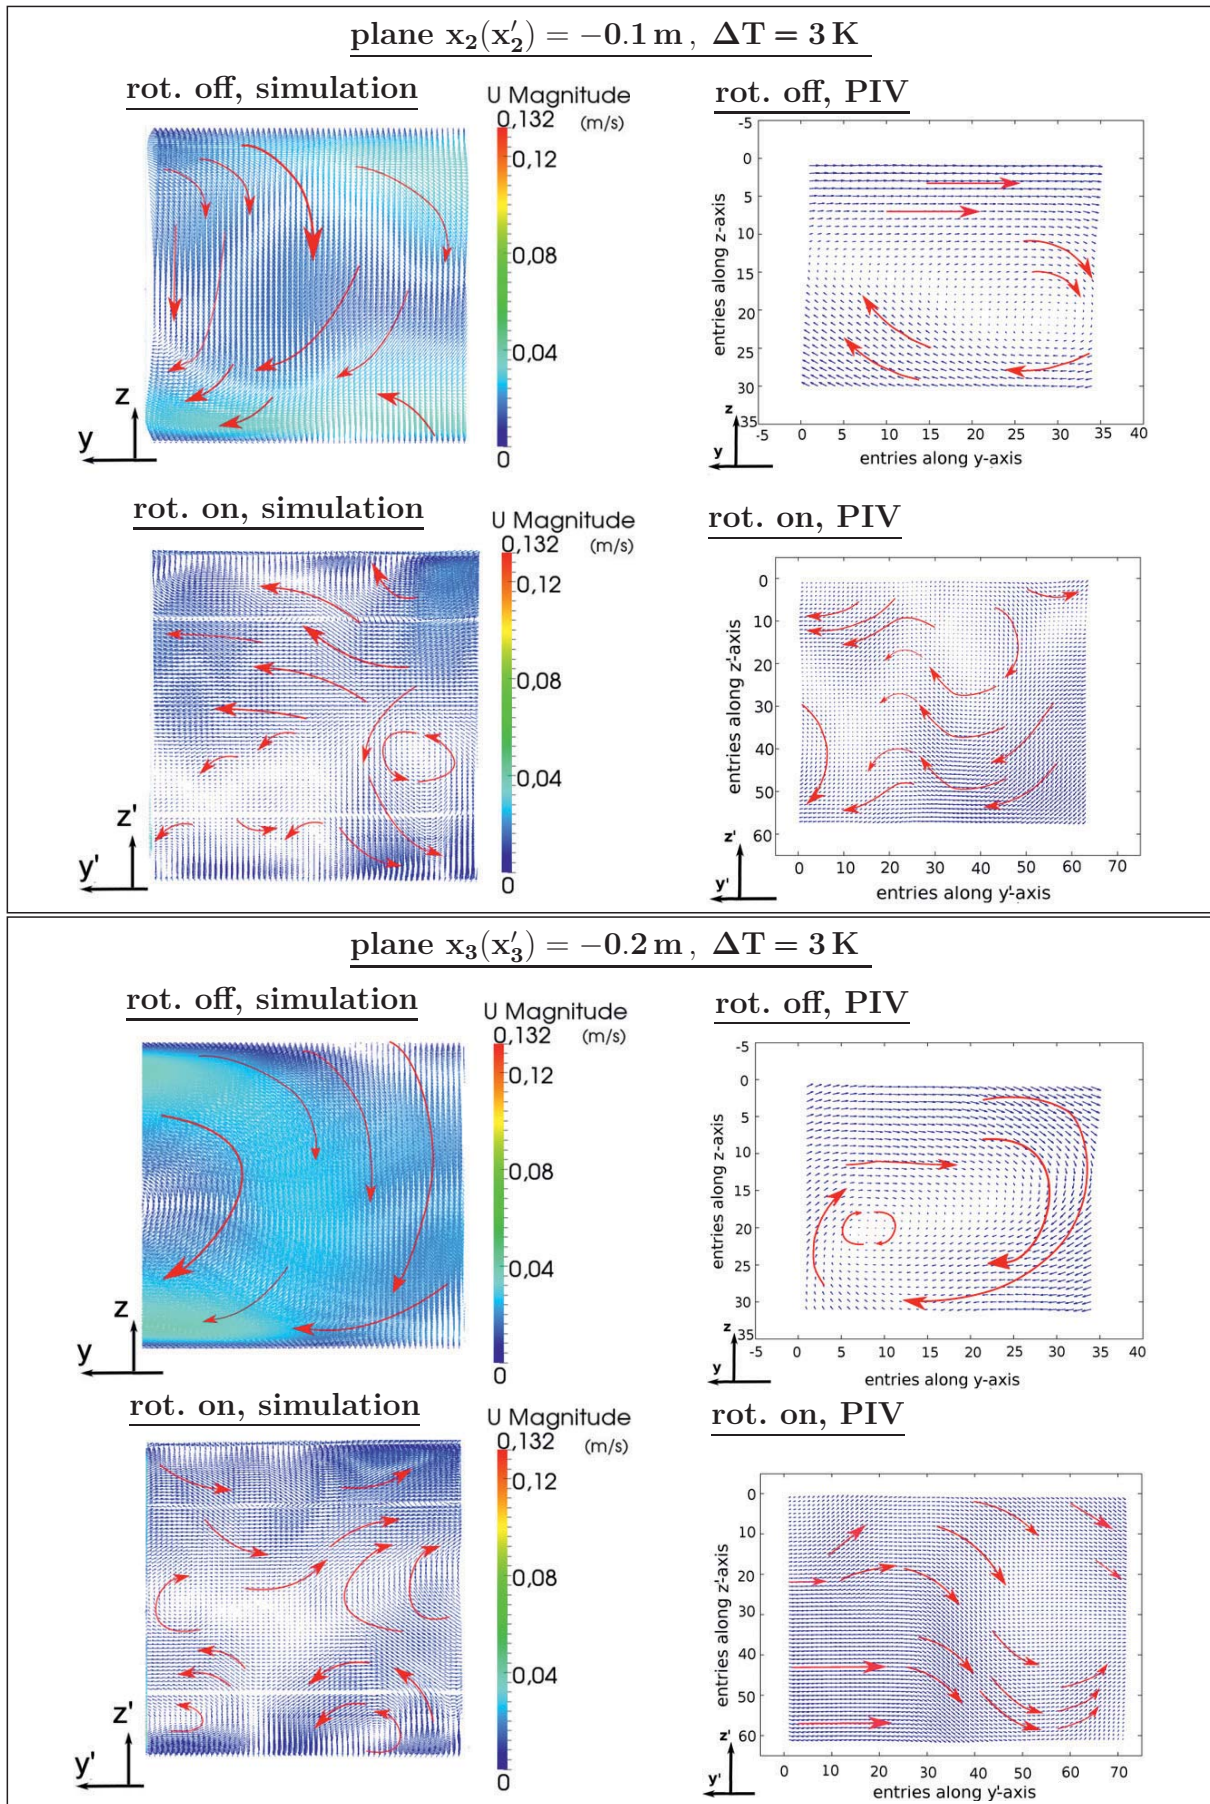 plane x₂(x′₂) = −0.1 m , ΔT = 3 K
rot. off, simulation
U Magnitude
0,132 (m/s)
0,12
0,08
0,04
0
z
y
rot. off, PIV
-5
0
5
10
15
20
25
30
35
entries along z-axis
-5 0 5 10 15 20 25 30 35 40
entries along y-axis
z
y
rot. on, simulation
U Magnitude
0,132 (m/s)
0,12
0,08
0,04
0
z'
y'
rot. on, PIV
0
10
20
30
40
50
60
entries along z'-axis
0 10 20 30 40 50 60 70
entries along y'-axis
z'
y'
plane x₃(x′₃) = −0.2 m , ΔT = 3 K
rot. off, simulation
U Magnitude
0,132 (m/s)
0,12
0,08
0,04
0
z
y
rot. off, PIV
-5
0
5
10
15
20
25
30
35
entries along z-axis
-5 0 5 10 15 20 25 30 35 40
entries along y-axis
z
y
rot. on, simulation
U Magnitude
0,132 (m/s)
0,12
0,08
0,04
0
z'
y'
rot. on, PIV
0
10
20
30
40
50
60
entries along z'-axis
0 10 20 30 40 50 60 70
entries along y'-axis
z'
y'